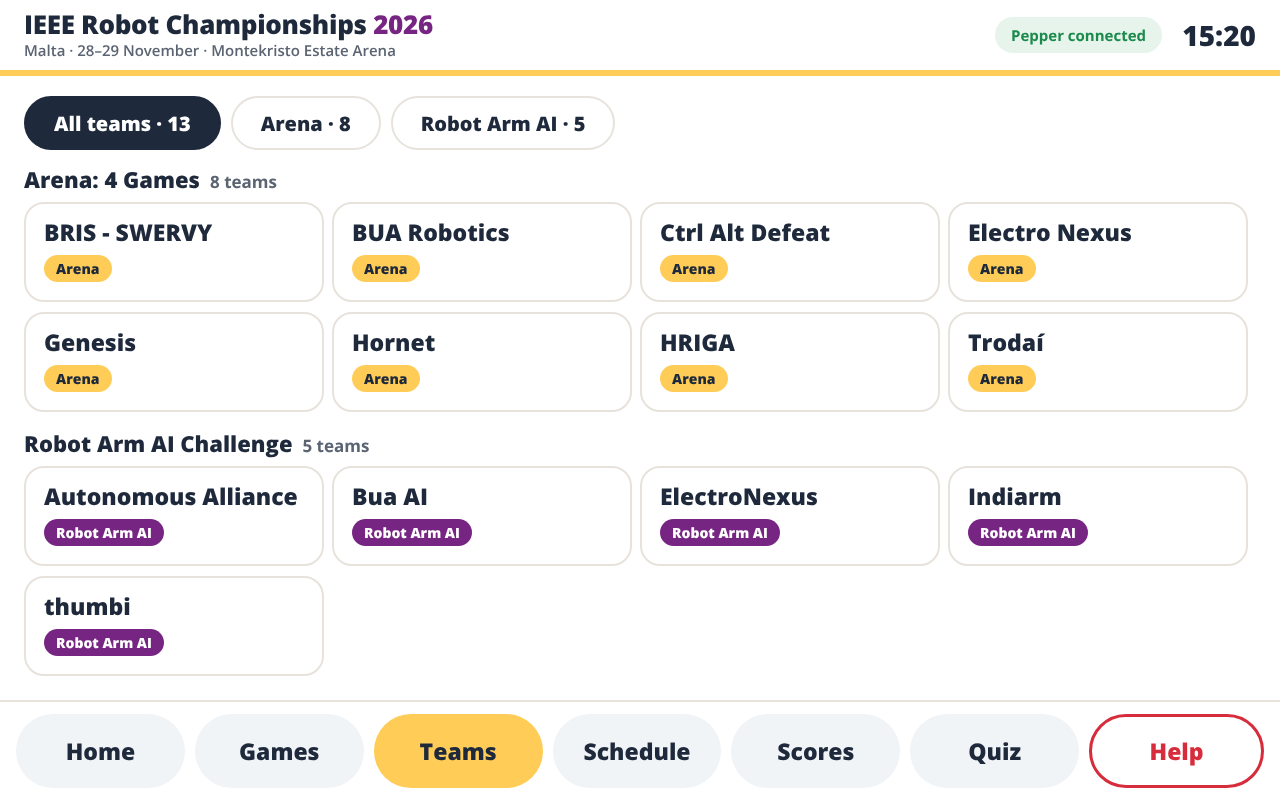 IEEE Robot Championships 2026
Malta · 28–29 November · Montekristo Estate Arena
Pepper connected
15:20
All teams · 13
Arena · 8
Robot Arm AI · 5
Arena: 4 Games 8 teams
BRIS - SWERVY
Arena
BUA Robotics
Arena
Ctrl Alt Defeat
Arena
Electro Nexus
Arena
Genesis
Arena
Hornet
Arena
HRIGA
Arena
Trodaí
Arena
Robot Arm AI Challenge 5 teams
Autonomous Alliance
Robot Arm AI
Bua AI
Robot Arm AI
ElectroNexus
Robot Arm AI
Indiarm
Robot Arm AI
thumbi
Robot Arm AI
Home
Games
Teams
Schedule
Scores
Quiz
Help